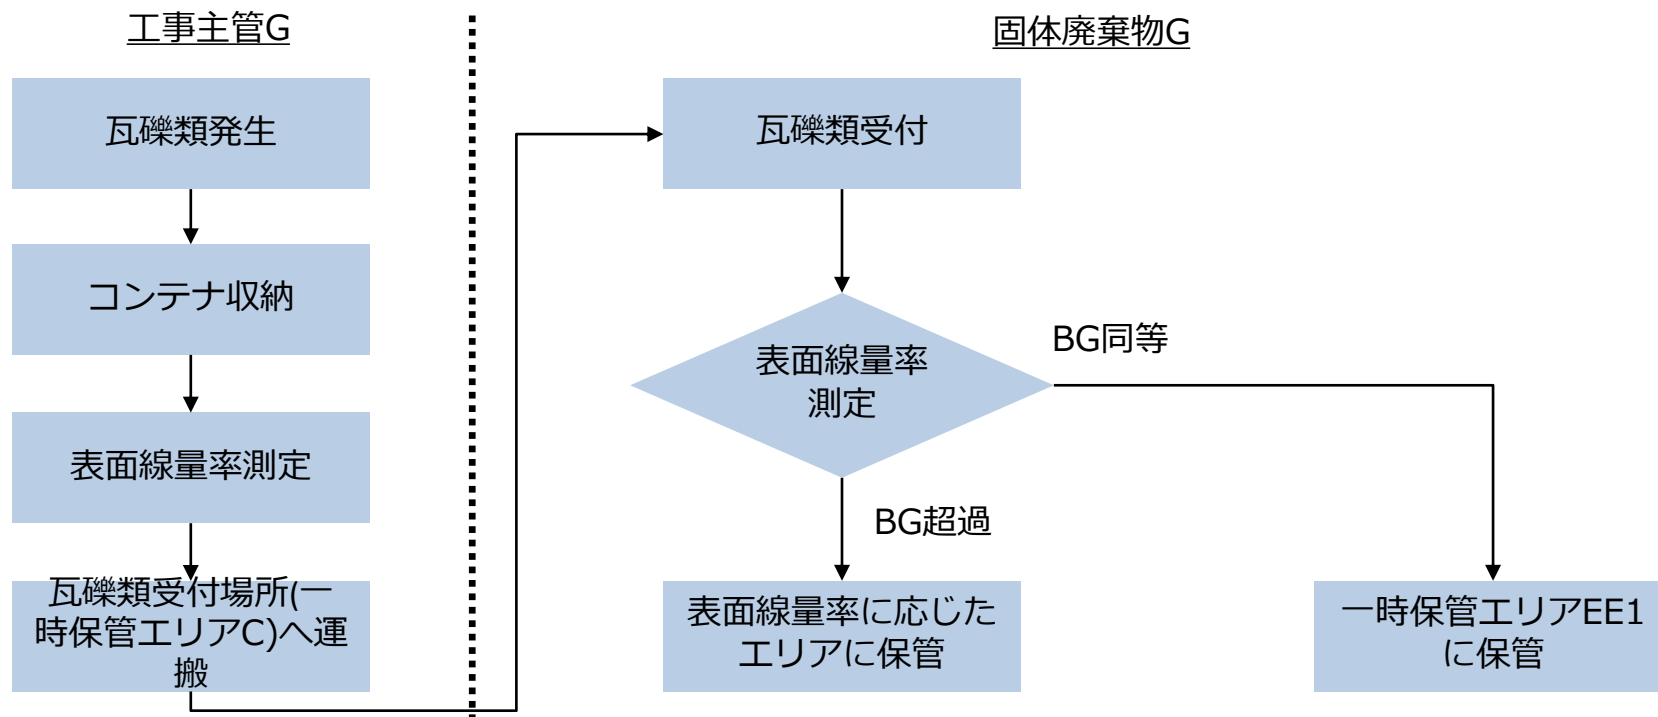 工事主管G
瓦礫類発生
コンテナ収納
表面線量率測定
瓦礫類受付場所(一
時保管エリアC)へ運
搬
固体廃棄物G
瓦礫類受付
表面線量率
測定
BG同等
BG超過
表面線量率に応じた
エリアに保管
一時保管エリアEE1
に保管